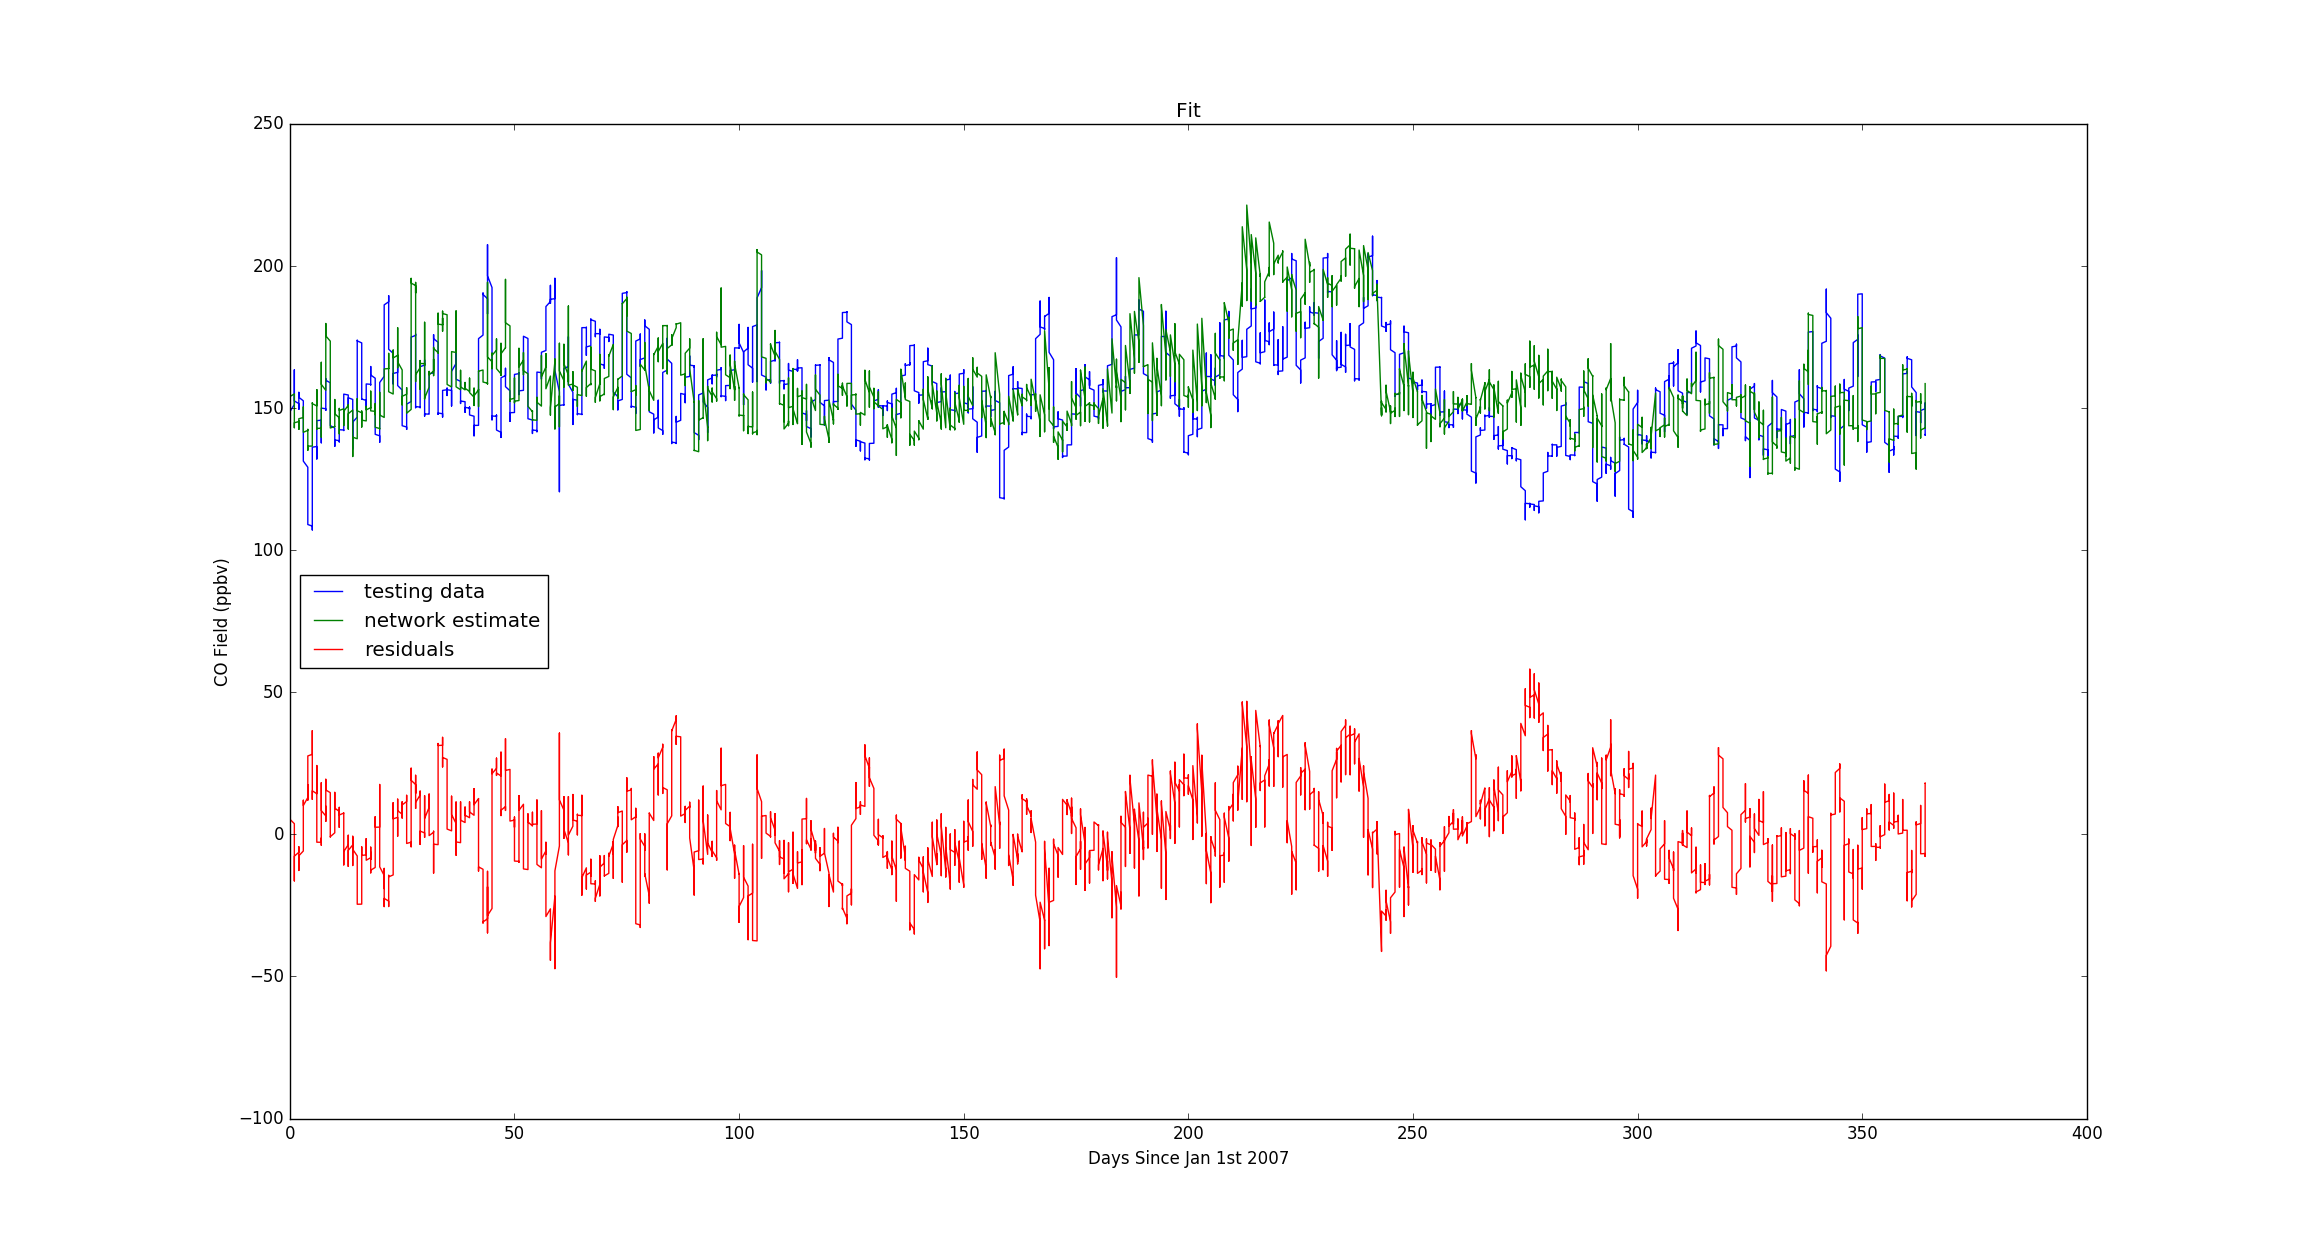 Fit
250
200
150
100
50
0
−50
−100
CO Field (ppbv)
testing data
network estimate
residuals
0 50 100 150 200 250 300 350 400
Days Since Jan 1st 2007